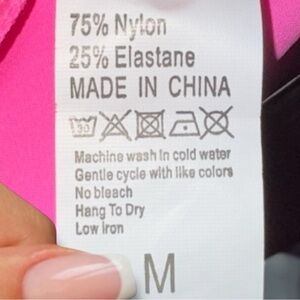 75% Nylon
25% Elastane
MADE IN CHINA
30
Machine wash in cold water
Gentle cycle with like colors
No bleach
Hang To Dry
Low iron
M